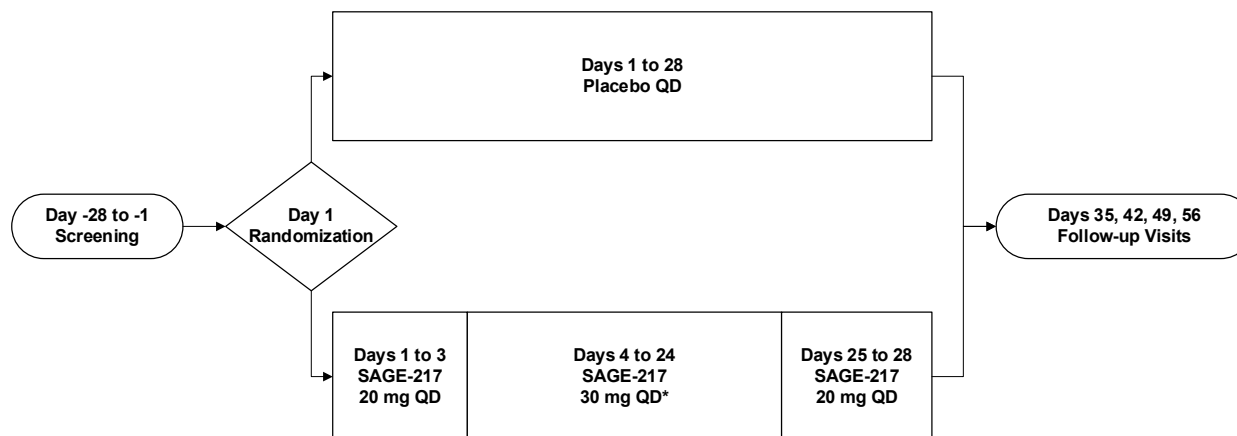 Days 1 to 28
Placebo QD
Day -28 to -1
Screening
Day 1
Randomization
Days 35, 42, 49, 56
Follow-up Visits
Days 1 to 3
SAGE-217
20 mg QD
Days 4 to 24
SAGE-217
30 mg QD*
Days 25 to 28
SAGE-217
20 mg QD